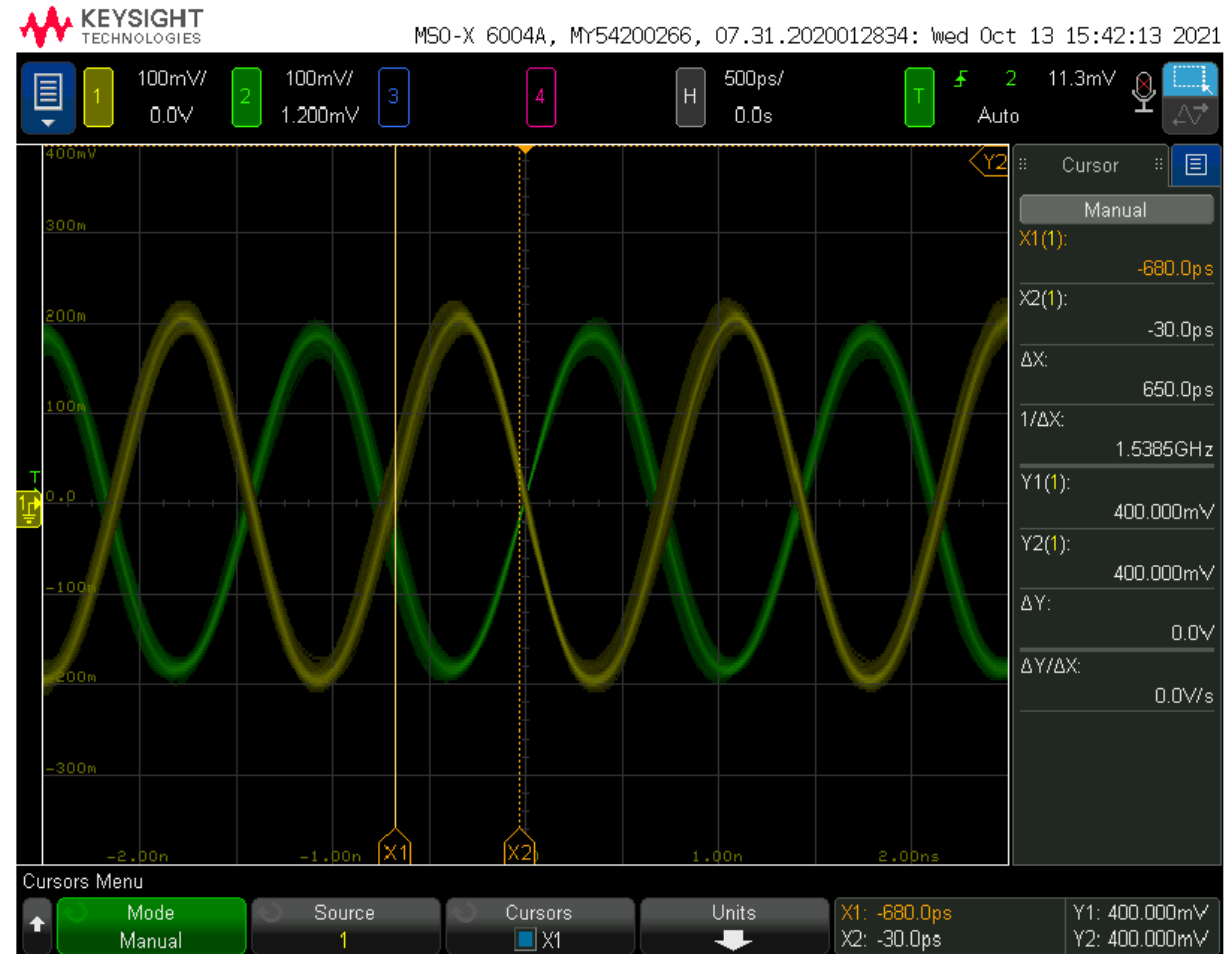 KEYSIGHT
TECHNOLOGIES
MSO-X 6004A, MY54200266, 07.31.2020012834: Wed Oct 13 15:42:13 2021
1 100mV/ 2 100mV/ 3 4 H 500ps/ T 2 11.3mV
0.0V 1.200mV 0.0s Auto
400mV
Y2
Cursor
300m
Manual
X1(1):
-680.0ps
X2(1):
-30.0ps
200m
ΔX:
650.0ps
100m
1/ΔX:
1.5385GHz
T
Y1(1):
1
0.0
400.000mV
Y2(1):
400.000mV
-100m
ΔY:
0.0V
-200m
ΔY/ΔX:
0.0V/s
-300m
-2.00n -1.00n X1 X2 1.00n 2.00ns
Cursors Menu
Mode Source Cursors Units X1: -680.0ps Y1: 400.000mV
Manual 1 X1 X2: -30.0ps Y2: 400.000mV